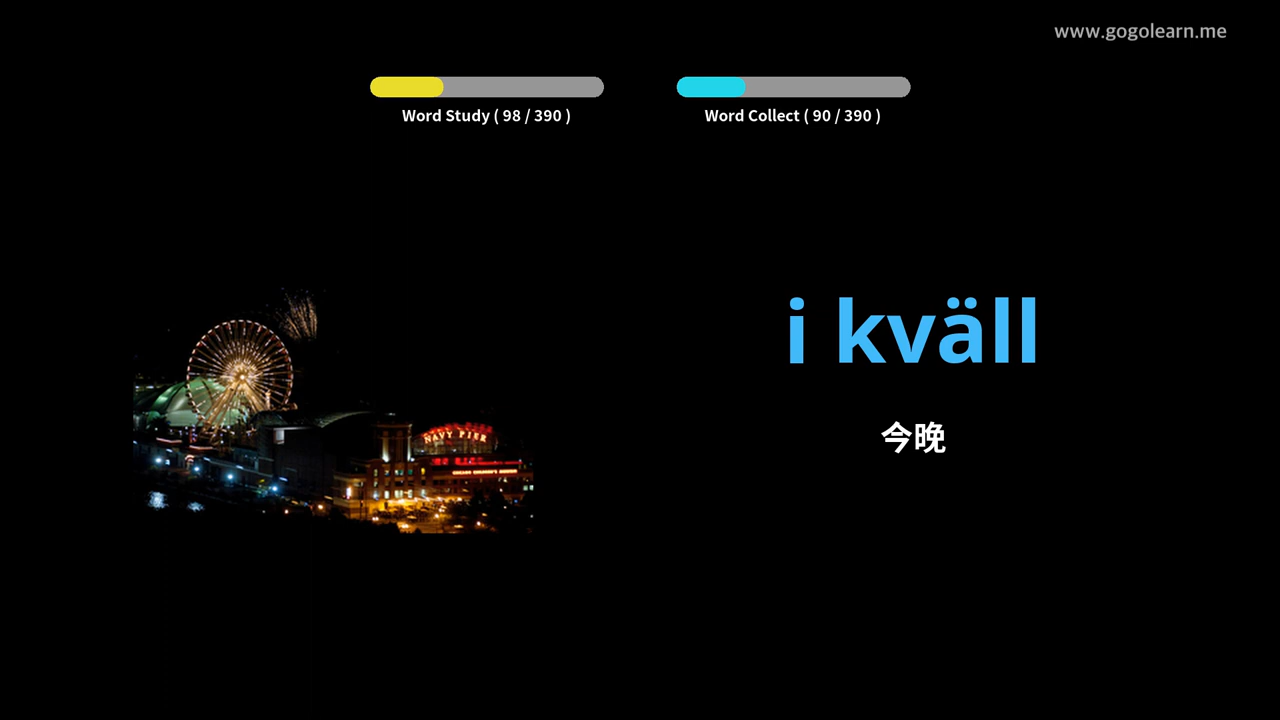 www.gogolearn.me
Word Study ( 98 / 390 )
Word Collect ( 90 / 390 )
i kväll
今晚
NAVY PIER